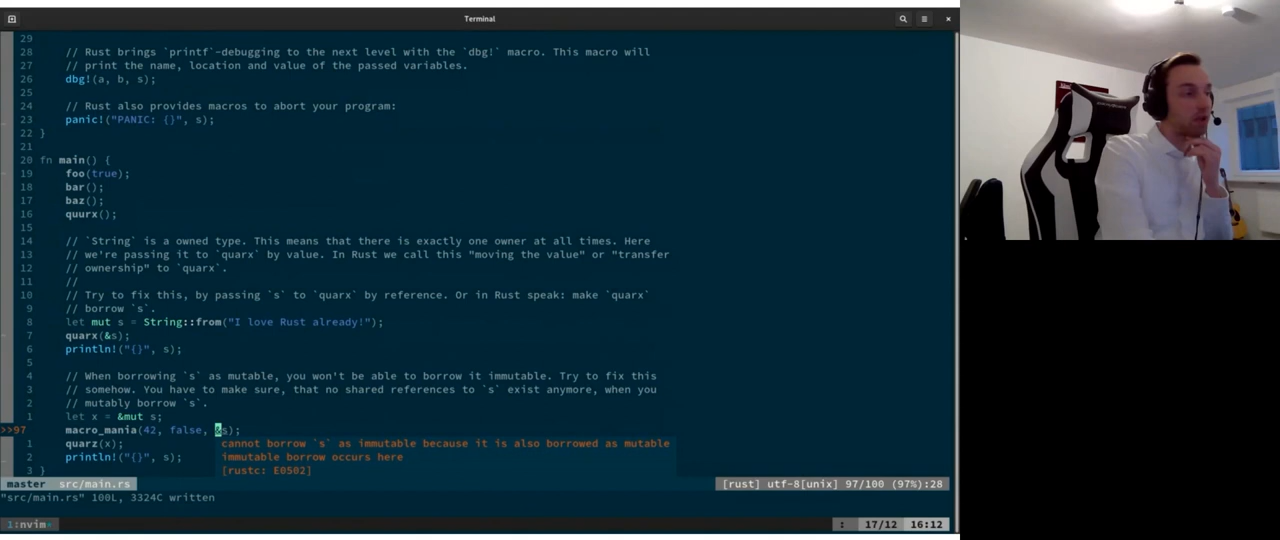 Terminal
29
28 // Rust brings `printf`-debugging to the next level with the `dbg!` macro. This macro will
27 // print the name, location and value of the passed variables.
26 dbg!(a, b, s);
25
24 // Rust also provides macros to abort your program:
23 panic!("PANIC: {}", s);
22 }
21
20 fn main() {
19 foo(true);
18 bar();
17 baz();
16 quurx();
15
14 // `String` is a owned type. This means that there is exactly one owner at all times. Here
13 // we're passing it to `quarx` by value. In Rust we call this "moving the value" or "transfer
12 // ownership" to `quarx`.
11 //
10 // Try to fix this, by passing `s` to `quarx` by reference. Or in Rust speak: make `quarx`
9 // borrow `s`.
8 let mut s = String::from("I love Rust already!");
7 quarx(&s);
6 println!("{}", s);
5
4 // When borrowing `s` as mutable, you won't be able to borrow it immutable. Try to fix this
3 // somehow. You have to make sure, that no shared references to `s` exist anymore, when you
2 // mutably borrow `s`.
1 let x = &mut s;
>>97 macro_mania(42, false, &s);
1 quarz(x); cannot borrow `s` as immutable because it is also borrowed as mutable
2 println!("{}", s); immutable borrow occurs here
3 } [rustc: E0502]
master src/main.rs [rust] utf-8[unix] 97/100 (97%):28
"src/main.rs" 100L, 3324C written
1:nvim* : 17/12 16:12